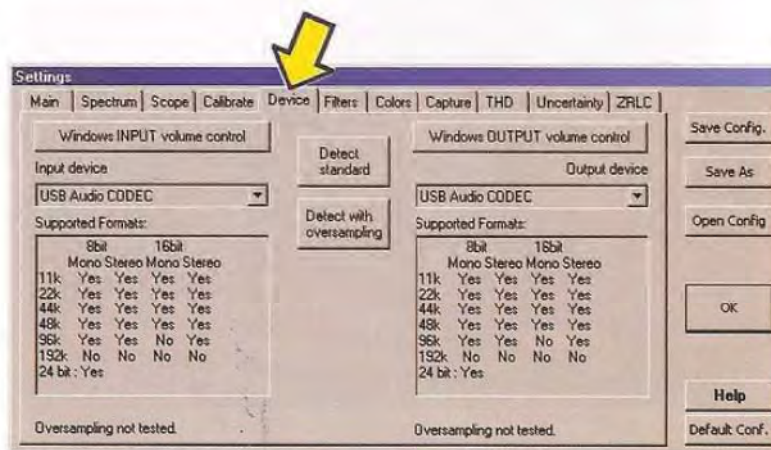 Settings
Main Spectrum Scope Calibrate Device Filters Colors Capture THD Uncertainty ZRLC
Windows INPUT volume control
Input device
USB Audio CODEC
Supported Formats:
8bit 16bit
Mono Stereo Mono Stereo
11k Yes Yes Yes Yes
22k Yes Yes Yes Yes
44k Yes Yes Yes Yes
48k Yes Yes Yes Yes
96k Yes Yes No Yes
192k No No No No
24 bit : Yes
Oversampling not tested.
Detect
standard
Detect with
oversampling
Windows OUTPUT volume control
Output device
USB Audio CODEC
Supported Formats:
8bit 16bit
Mono Stereo Mono Stereo
11k Yes Yes Yes Yes
22k Yes Yes Yes Yes
44k Yes Yes Yes Yes
48k Yes Yes Yes Yes
96k Yes Yes No Yes
192k No No No No
24 bit : Yes
Oversampling not tested.
Save Config.
Save As
Open Config
OK
Help
Default Conf.